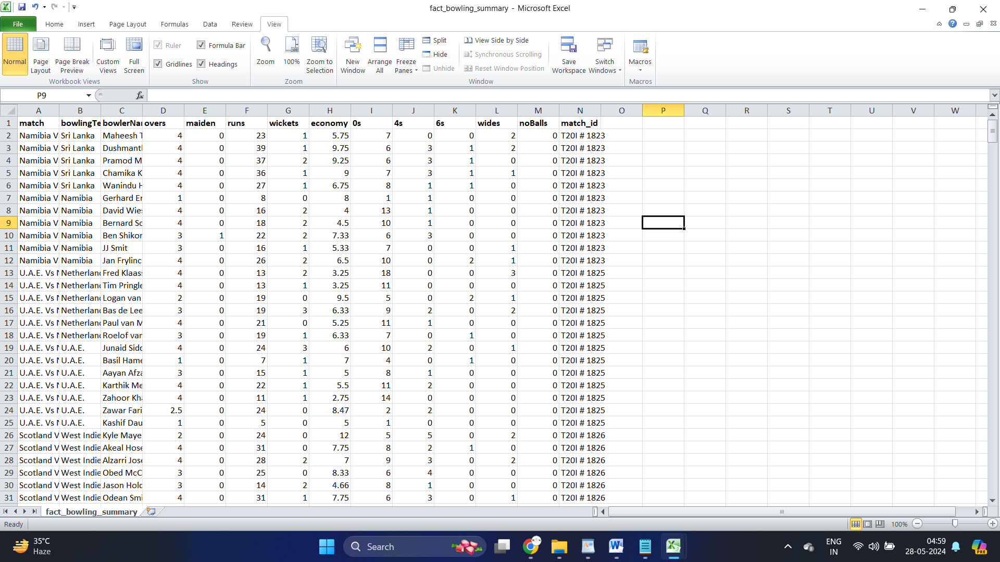 fact_bowling_summary - Microsoft Excel
File Home Insert Page Layout Formulas Data Review View
Normal Page Layout Page Break Preview Custom Views Full Screen
Workbook Views
Ruler Formula Bar
Gridlines Headings
Show
Zoom 100% Zoom to Selection
Zoom
New Window Arrange All Freeze Panes
Split Hide Unhide
View Side by Side
Synchronous Scrolling
Reset Window Position
Save Workspace Switch Windows
Window
Macros
Macros
P9 fx
A B C D E F G H I J K L M N O P Q R S T U V W
1 match bowlingTe bowlerNar overs maiden runs wickets economy 0s 4s 6s wides noBalls match_id
2 Namibia V Sri Lanka Maheesh T 4 0 23 1 5.75 7 0 0 2 0 T20I # 1823
3 Namibia V Sri Lanka Dushmanth 4 0 39 1 9.75 6 3 1 2 0 T20I # 1823
4 Namibia V Sri Lanka Pramod M 4 0 37 2 9.25 6 3 1 0 0 T20I # 1823
5 Namibia V Sri Lanka Chamika K 4 0 36 1 9 7 3 1 1 0 T20I # 1823
6 Namibia V Sri Lanka Wanindu H 4 0 27 1 6.75 8 1 1 0 0 T20I # 1823
7 Namibia V Namibia Gerhard Er 1 0 8 0 8 1 1 0 0 0 T20I # 1823
8 Namibia V Namibia David Wies 4 0 16 2 4 13 1 0 0 0 T20I # 1823
9 Namibia V Namibia Bernard Sc 4 0 18 2 4.5 10 1 0 0 0 T20I # 1823
10 Namibia V Namibia Ben Shikon 3 1 22 2 7.33 6 3 0 0 0 T20I # 1823
11 Namibia V Namibia JJ Smit 3 0 16 1 5.33 7 0 0 1 0 T20I # 1823
12 Namibia V Namibia Jan Frylinc 4 0 26 2 6.5 10 0 2 1 0 T20I # 1823
13 U.A.E. Vs N Netherland Fred Klaass 4 0 13 2 3.25 18 0 0 3 0 T20I # 1825
14 U.A.E. Vs N Netherland Tim Pringle 4 0 13 1 3.25 11 0 0 0 0 T20I # 1825
15 U.A.E. Vs N Netherland Logan van 2 0 19 0 9.5 5 0 2 1 0 T20I # 1825
16 U.A.E. Vs N Netherland Bas de Lee 3 0 19 3 6.33 9 2 0 2 0 T20I # 1825
17 U.A.E. Vs N Netherland Paul van M 4 0 21 0 5.25 11 1 0 0 0 T20I # 1825
18 U.A.E. Vs N Netherland Roelof van 3 0 19 1 6.33 7 0 1 0 0 T20I # 1825
19 U.A.E. Vs N U.A.E. Junaid Sidd 4 0 24 3 6 10 2 0 1 0 T20I # 1825
20 U.A.E. Vs N U.A.E. Basil Hame 1 0 7 1 7 4 0 1 0 0 T20I # 1825
21 U.A.E. Vs N U.A.E. Aayan Afza 3 0 15 1 5 8 1 0 0 0 T20I # 1825
22 U.A.E. Vs N U.A.E. Karthik Me 4 0 22 1 5.5 11 2 0 0 0 T20I # 1825
23 U.A.E. Vs N U.A.E. Zahoor Kha 4 0 11 1 2.75 14 0 0 0 0 T20I # 1825
24 U.A.E. Vs N U.A.E. Zawar Fari 2.5 0 24 0 8.47 2 2 0 0 0 T20I # 1825
25 U.A.E. Vs N U.A.E. Kashif Dau 1 0 5 0 5 1 0 0 0 0 T20I # 1825
26 Scotland V West Indie Kyle Maye 2 0 24 0 12 5 5 0 2 0 T20I # 1826
27 Scotland V West Indie Akeal Hose 4 0 31 0 7.75 8 2 1 0 0 T20I # 1826
28 Scotland V West Indie Alzarri Jose 4 0 28 2 7 9 3 0 2 0 T20I # 1826
29 Scotland V West Indie Obed McC 3 0 25 0 8.33 6 4 0 0 0 T20I # 1826
30 Scotland V West Indie Jason Hold 3 0 14 2 4.66 8 1 0 0 0 T20I # 1826
31 Scotland V West Indie Odean Smi 4 0 31 1 7.75 6 3 0 1 0 T20I # 1826
fact_bowling_summary
Ready 100%
35°C
Haze
Search
ENG
IN
04:59
28-05-2024
PRE